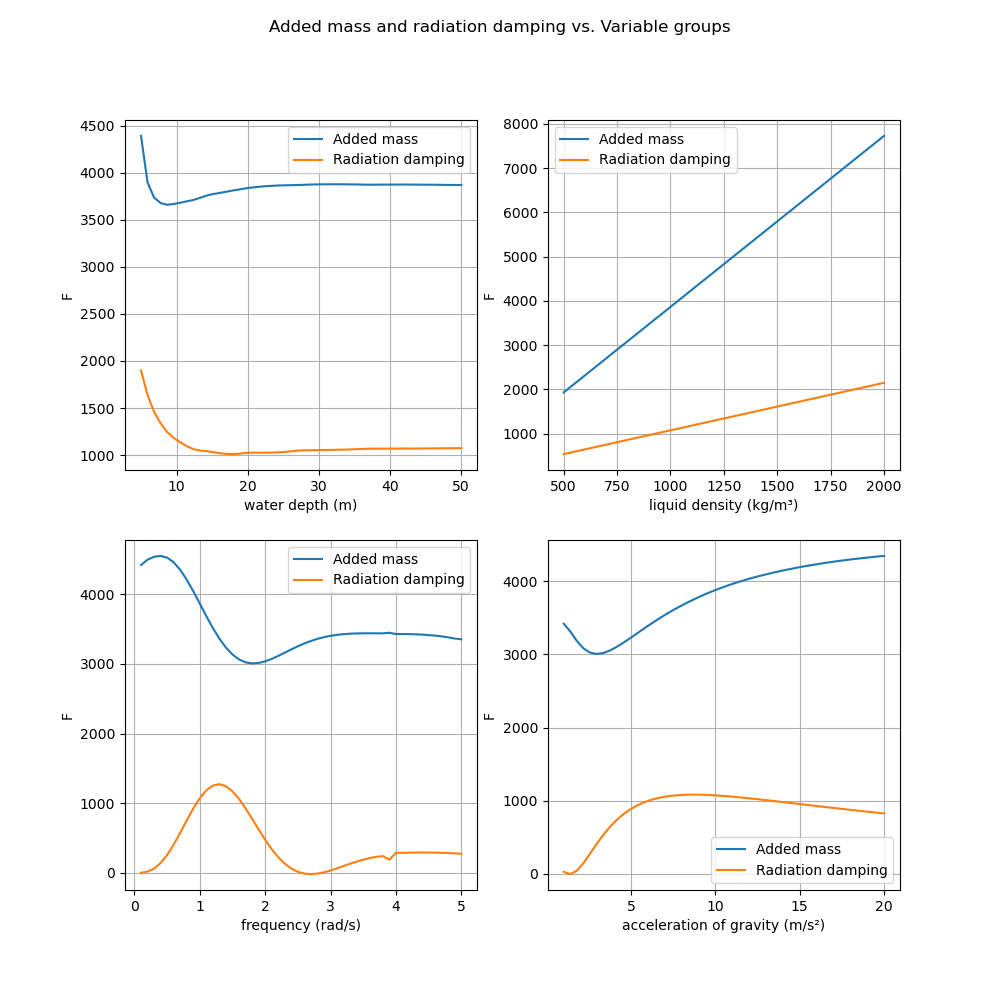 Added mass and radiation damping vs. Variable groups
4500
4000
3500
3000
2500
2000
1500
1000
F
Added mass
Radiation damping
10 20 30 40 50
water depth (m)
8000
7000
6000
5000
4000
3000
2000
1000
F
Added mass
Radiation damping
500 750 1000 1250 1500 1750 2000
liquid density (kg/m³)
4000
3000
2000
1000
0
F
Added mass
Radiation damping
0 1 2 3 4 5
frequency (rad/s)
4000
3000
2000
1000
0
F
Added mass
Radiation damping
5 10 15 20
acceleration of gravity (m/s²)